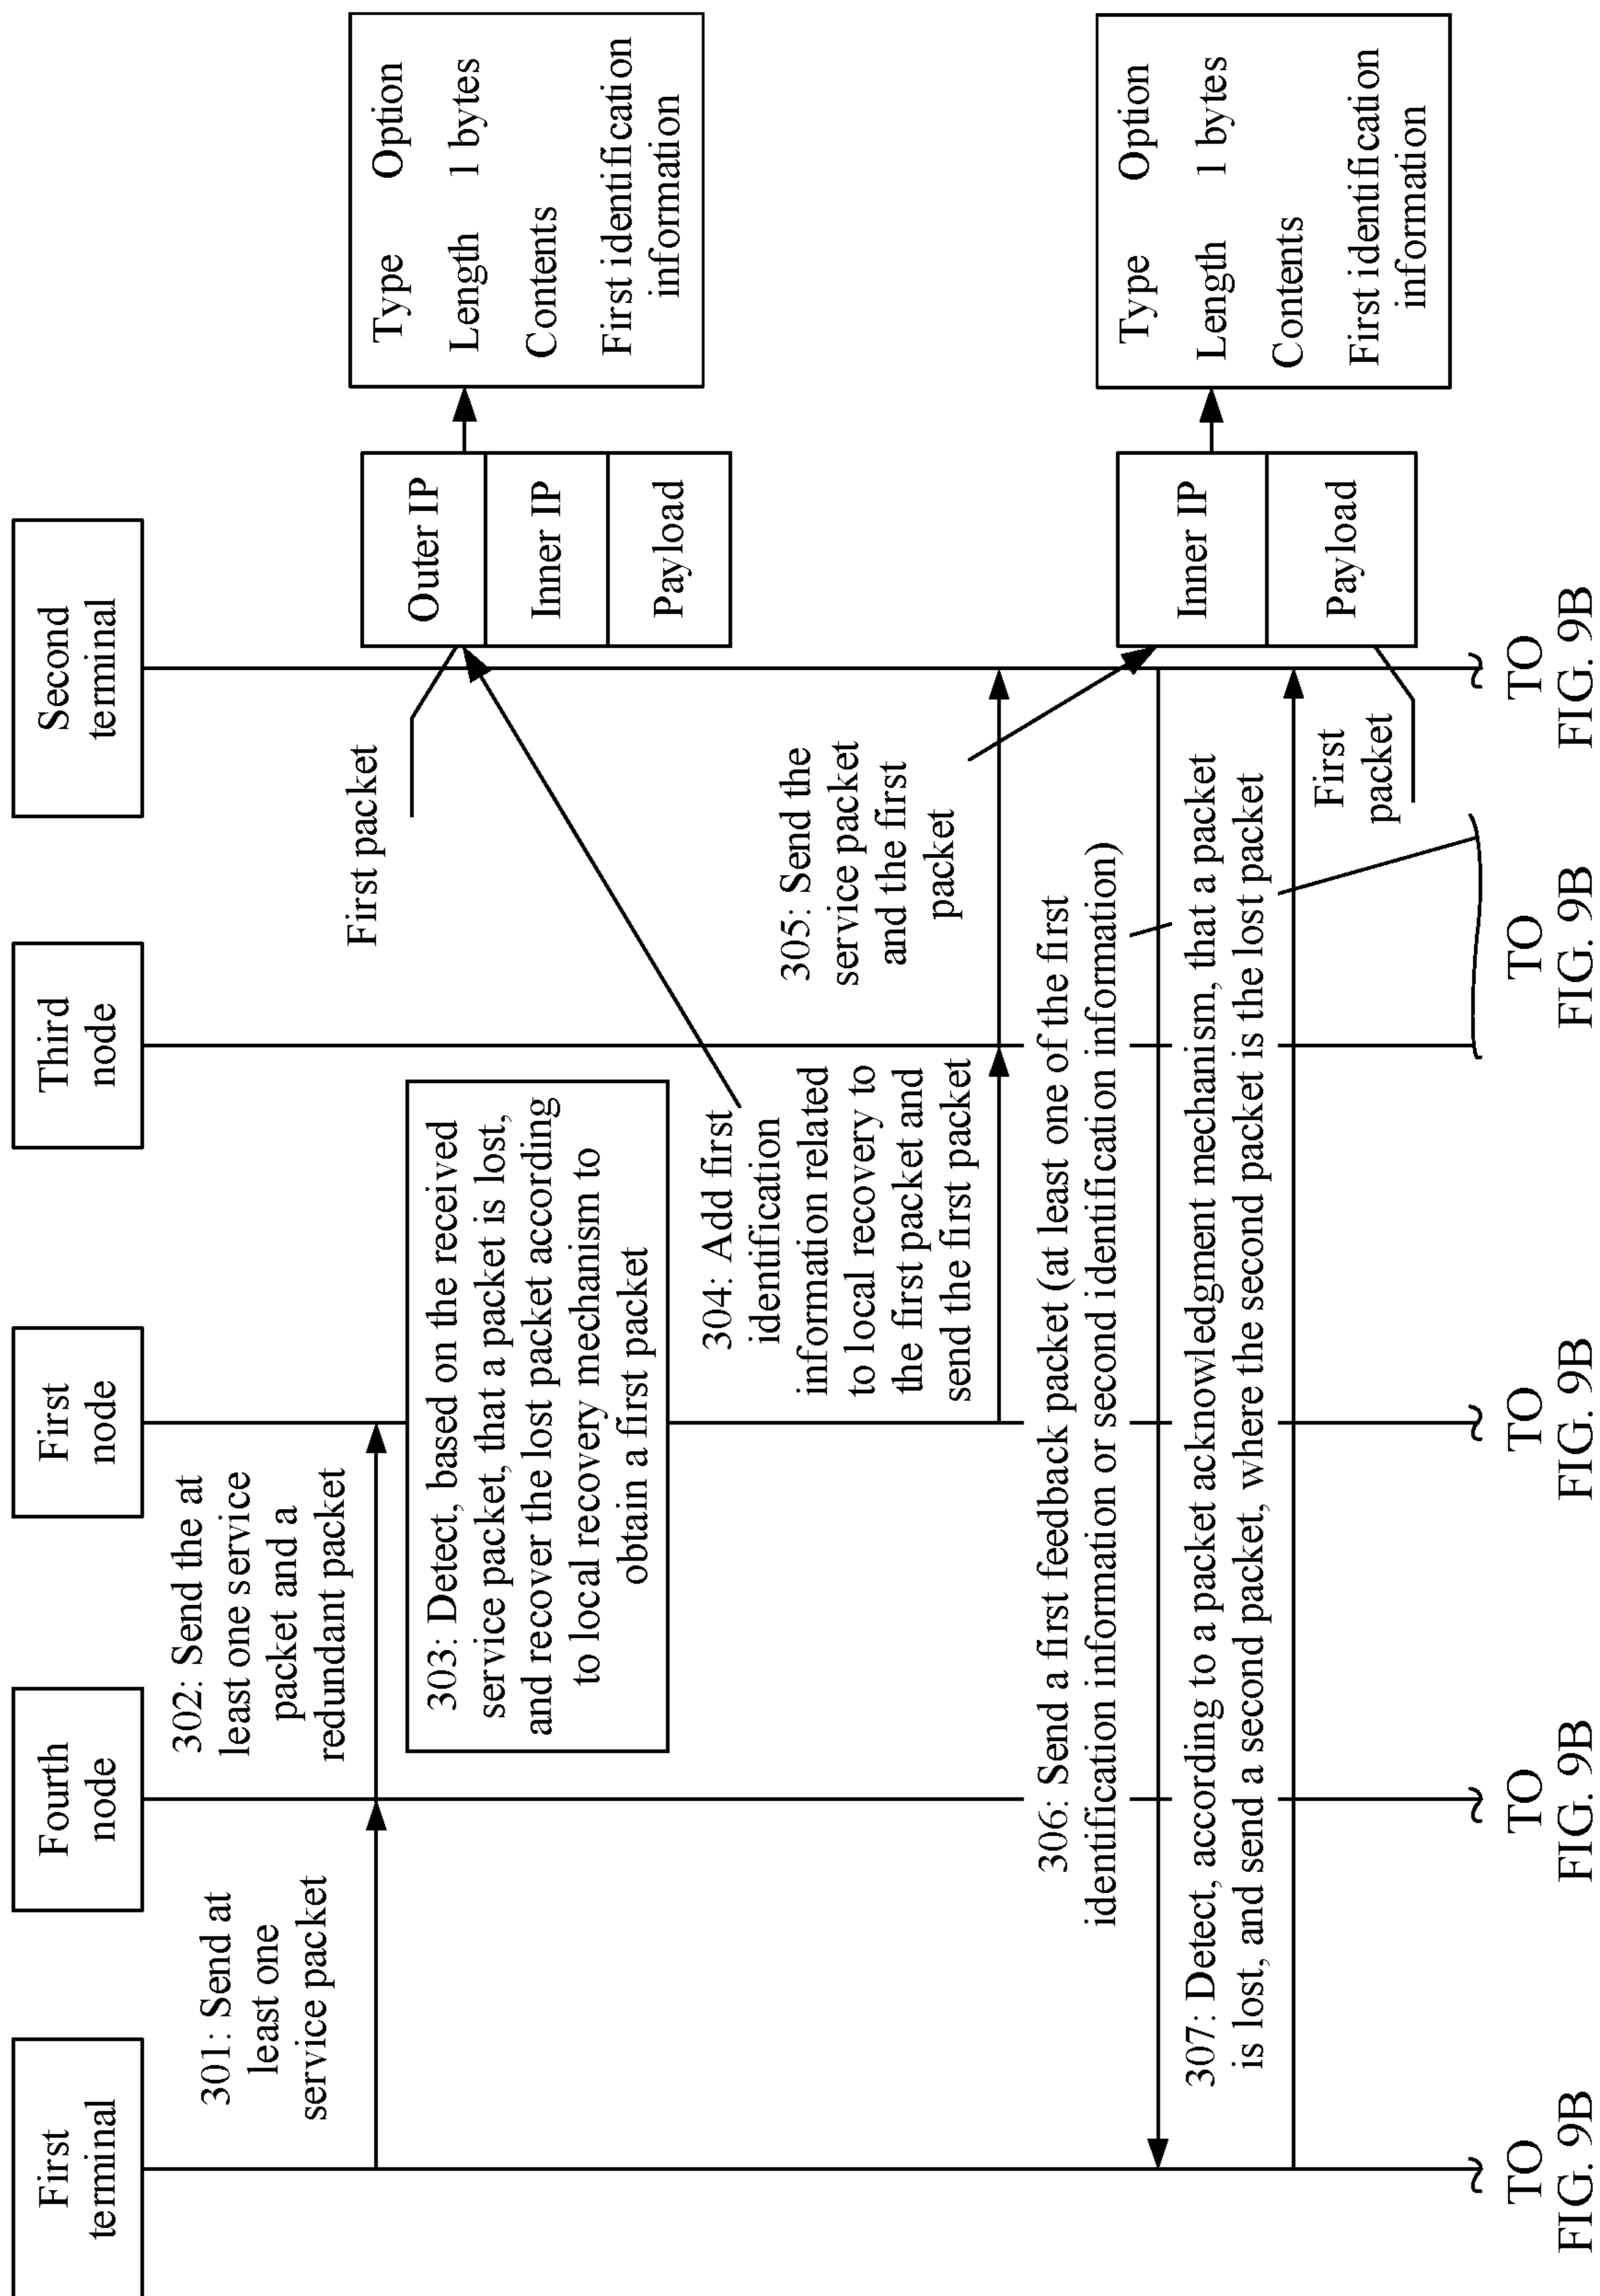 First
terminal
Fourth
node
First
node
Third
node
Second
terminal
301: Send at
least one
service packet
302: Send the at
least one service
packet and a
redundant packet
303: Detect, based on the received
service packet, that a packet is lost,
and recover the lost packet according
to local recovery mechanism to
obtain a first packet
First packet
Outer IP
Inner IP
Payload
Type Option
Length 1 bytes
Contents
First identification
information
304: Add first
identification
information related
to local recovery to
the first packet and
send the first packet
305: Send the
service packet
and the first
packet
306: Send a first feedback packet (at least one of the first
identification information or second identification information)
307: Detect, according to a packet acknowledgment mechanism, that a packet
is lost, and send a second packet, where the second packet is the lost packet
First
packet
Inner IP
Payload
Type Option
Length 1 bytes
Contents
First identification
information
TO
FIG. 9B
TO
FIG. 9B
TO
FIG. 9B
TO
FIG. 9B
TO
FIG. 9B